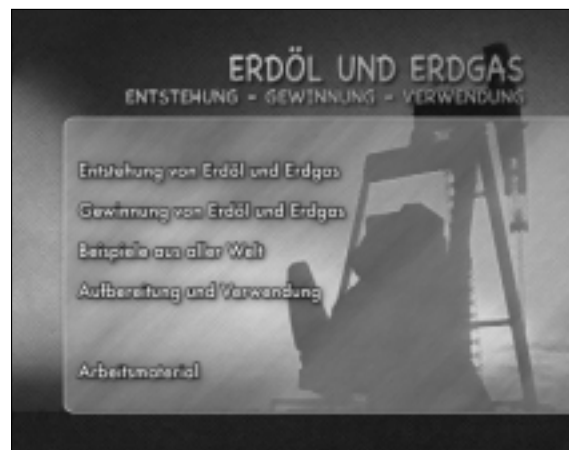 ERDÖL UND ERDGAS
ENTSTEHUNG – GEWINNUNG – VERWENDUNG
Entstehung von Erdöl und Erdgas
Gewinnung von Erdöl und Erdgas
Beispiele aus aller Welt
Aufbereitung und Verwendung
Arbeitsmaterial